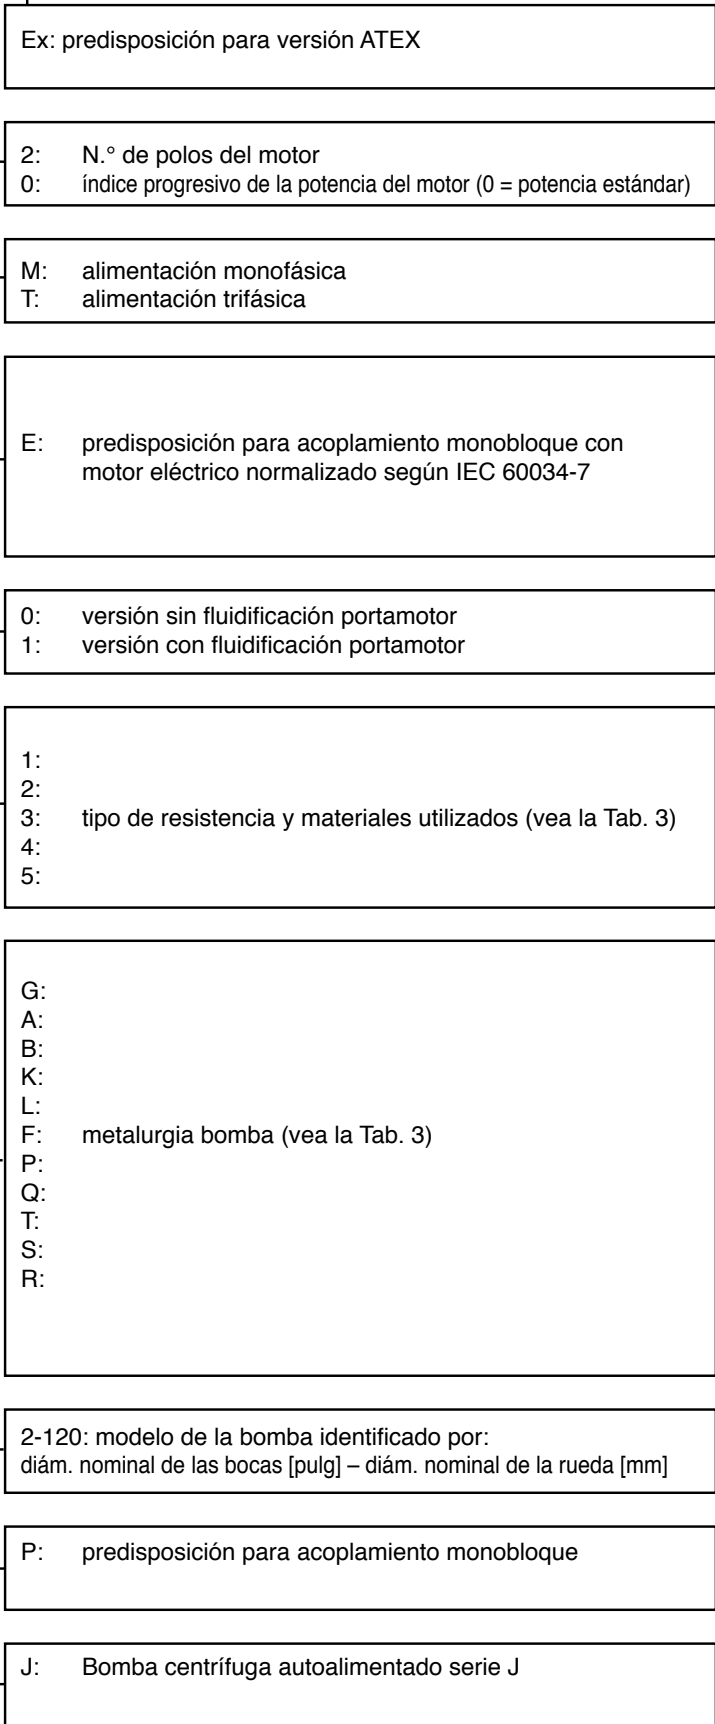 Ex: predisposición para versión ATEX
2: N.° de polos del motor
0: índice progresivo de la potencia del motor (0 = potencia estándar)
M: alimentación monofásica
T: alimentación trifásica
E: predisposición para acoplamiento monobloque con
motor eléctrico normalizado según IEC 60034-7
0: versión sin fluidificación portamotor
1: versión con fluidificación portamotor
1:
2:
3: tipo de resistencia y materiales utilizados (vea la Tab. 3)
4:
5:
G:
A:
B:
K:
L:
F: metalurgia bomba (vea la Tab. 3)
P:
Q:
T:
S:
R:
2-120: modelo de la bomba identificado por:
diám. nominal de las bocas [pulg] – diám. nominal de la rueda [mm]
P: predisposición para acoplamiento monobloque
J: Bomba centrífuga autoalimentado serie J